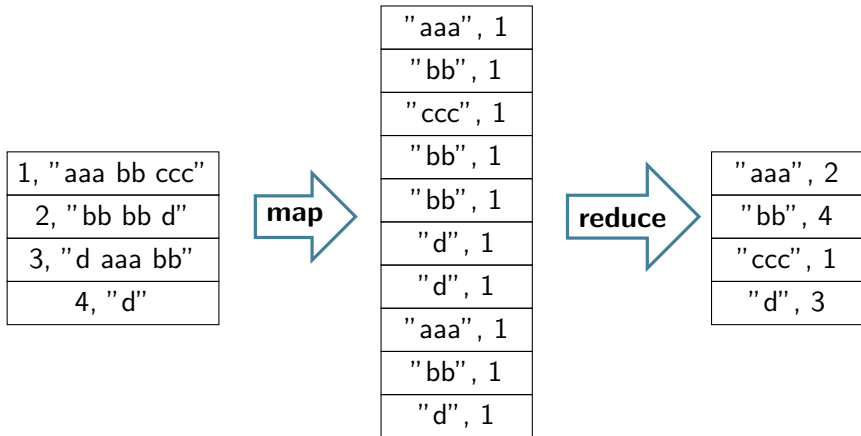 1, ”aaa bb ccc”
2, ”bb bb d”
3, ”d aaa bb”
4, ”d”
map
”aaa”, 1
”bb”, 1
”ccc”, 1
”bb”, 1
”bb”, 1
”d”, 1
”d”, 1
”aaa”, 1
”bb”, 1
”d”, 1
reduce
”aaa”, 2
”bb”, 4
”ccc”, 1
”d”, 3